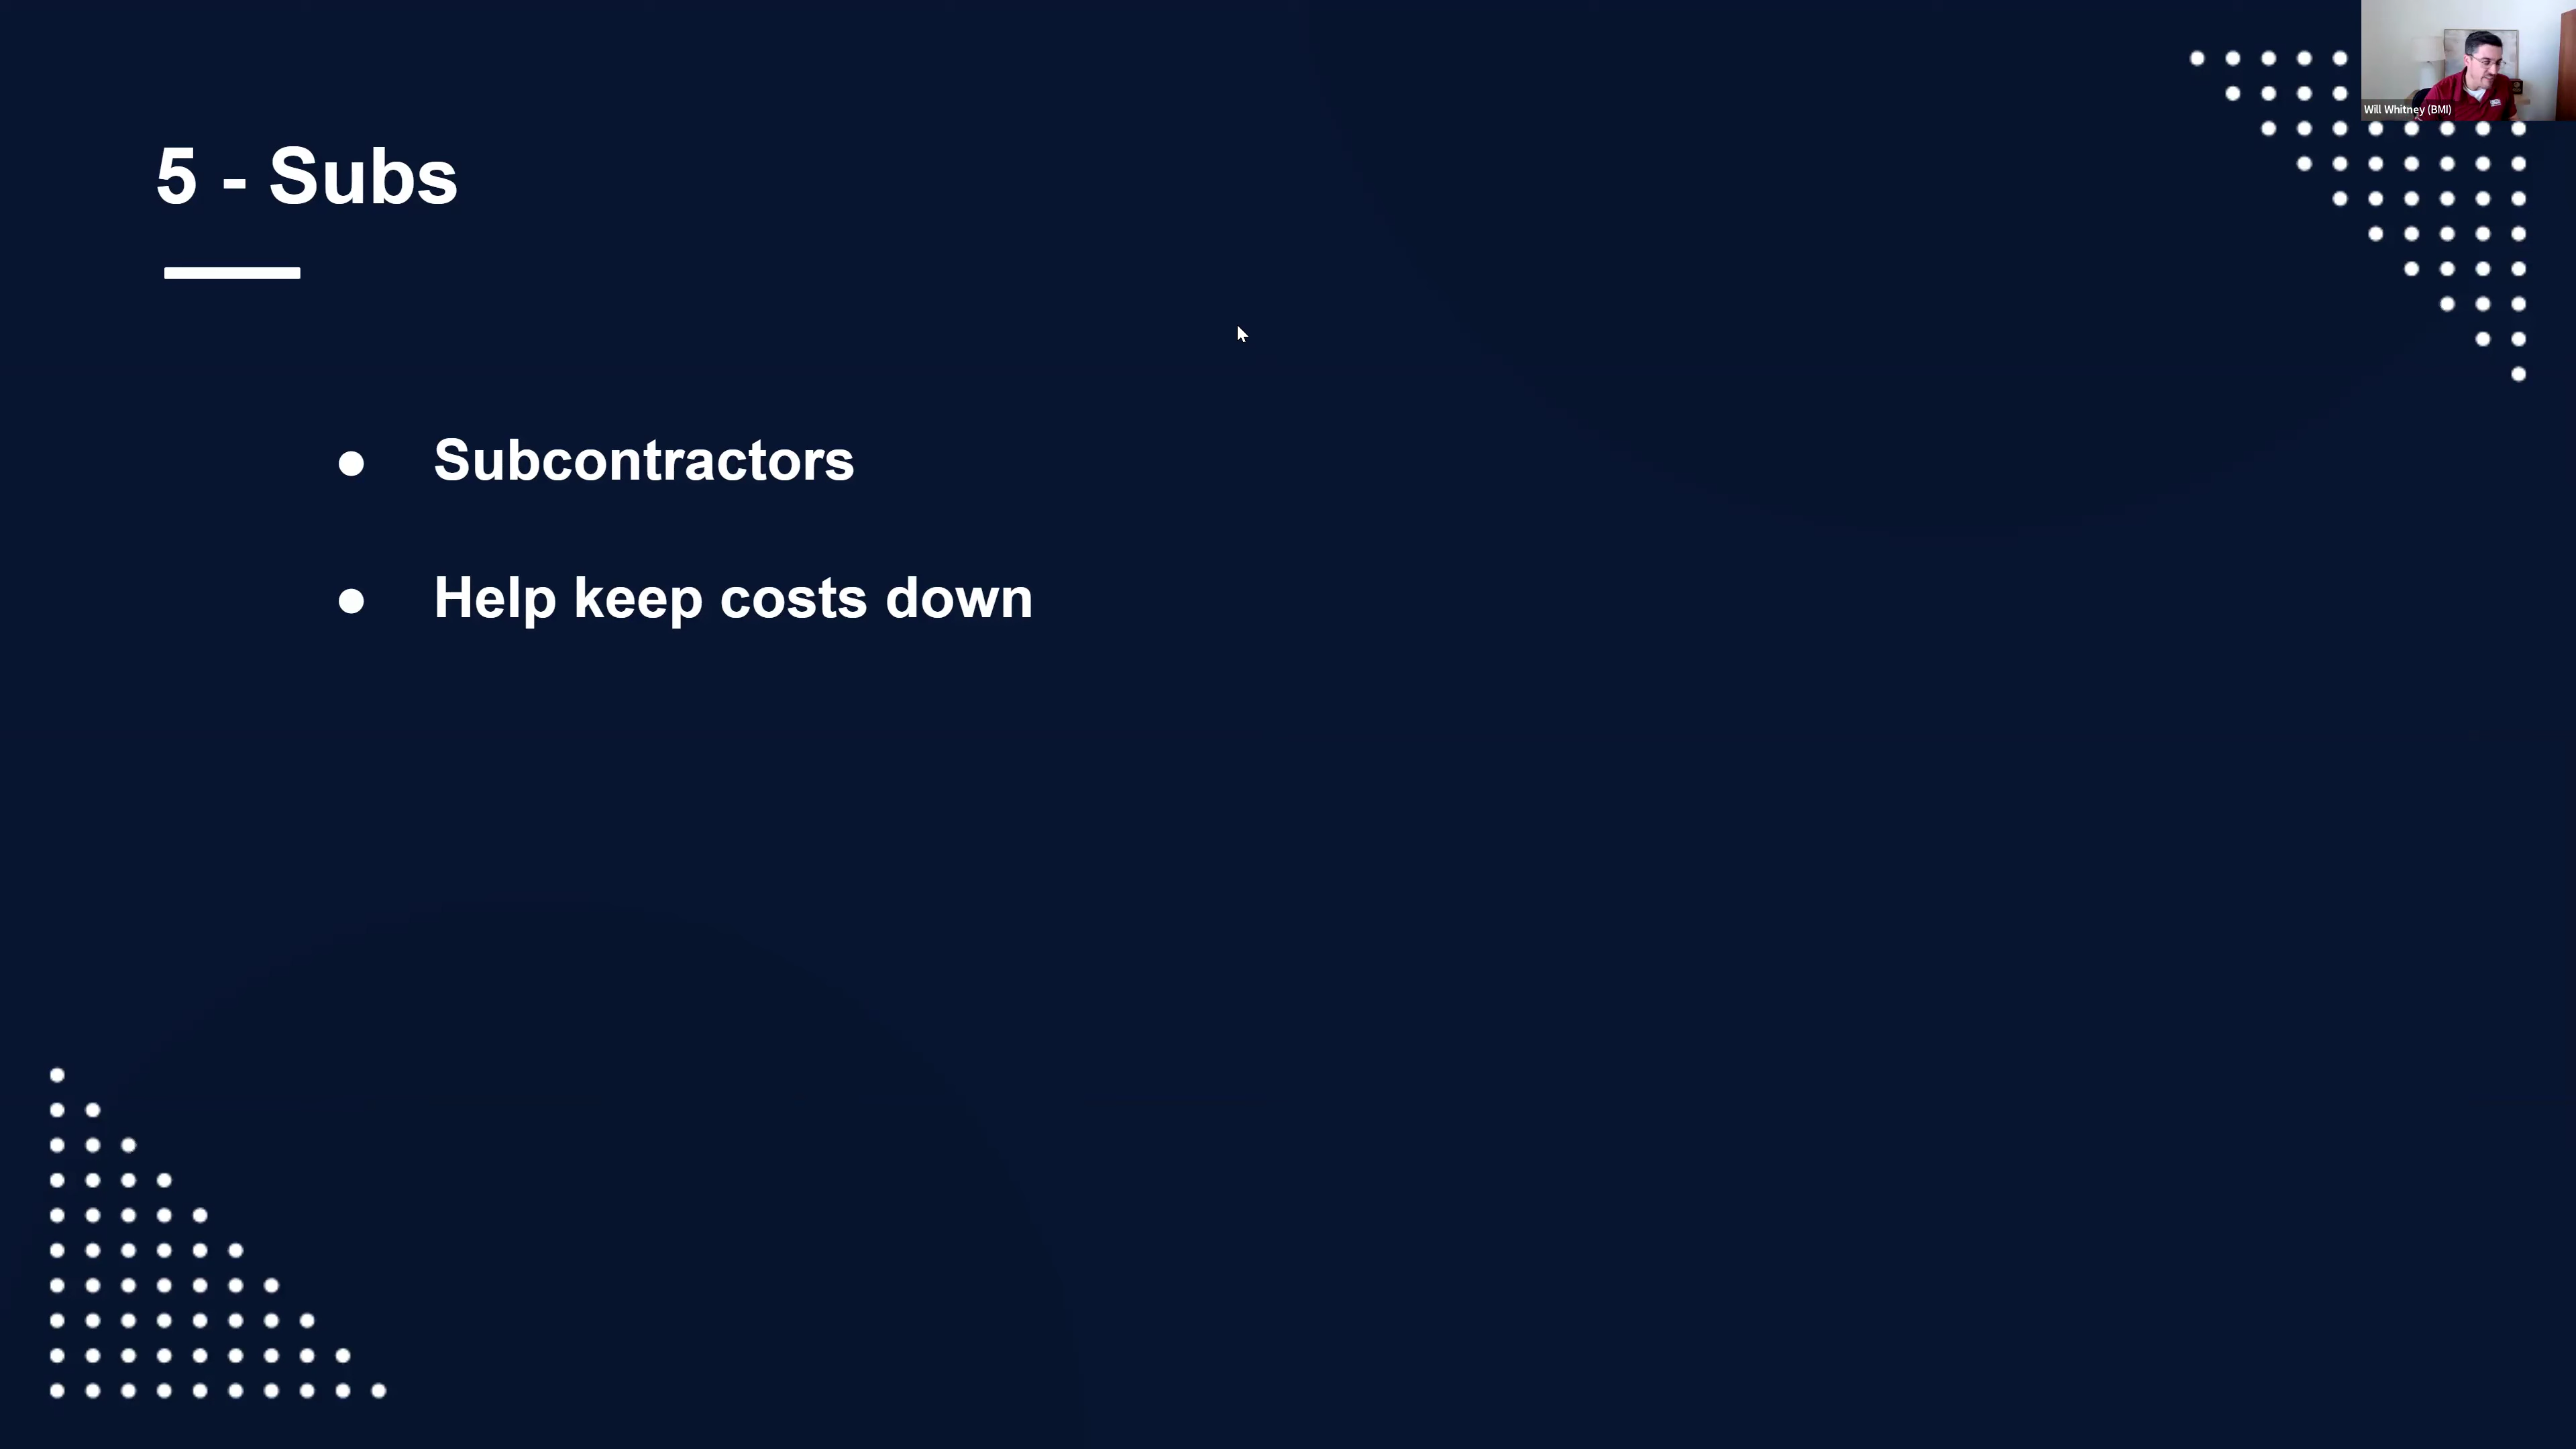 5 - Subs
Will Whitney (BMI)
● Subcontractors
● Help keep costs down